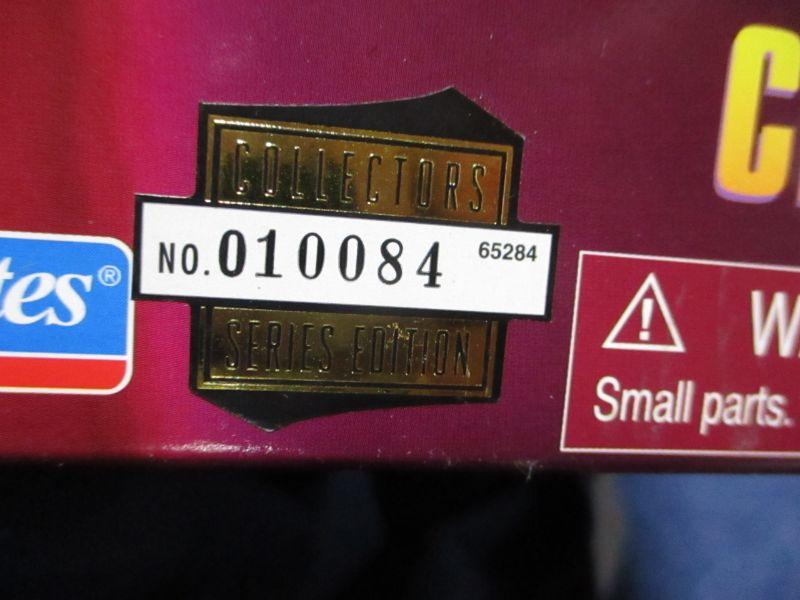 COLLECTORS
NO. 010084 65284
SERIES EDITION
tes®
C
W
Small parts.